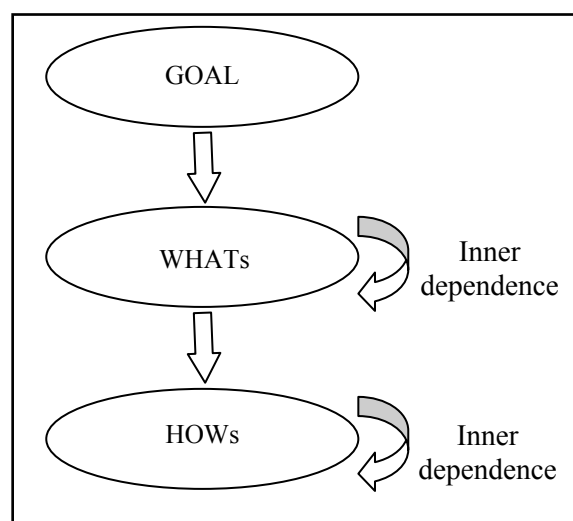 GOAL
WHATs
Inner
dependence
HOWs
Inner
dependence